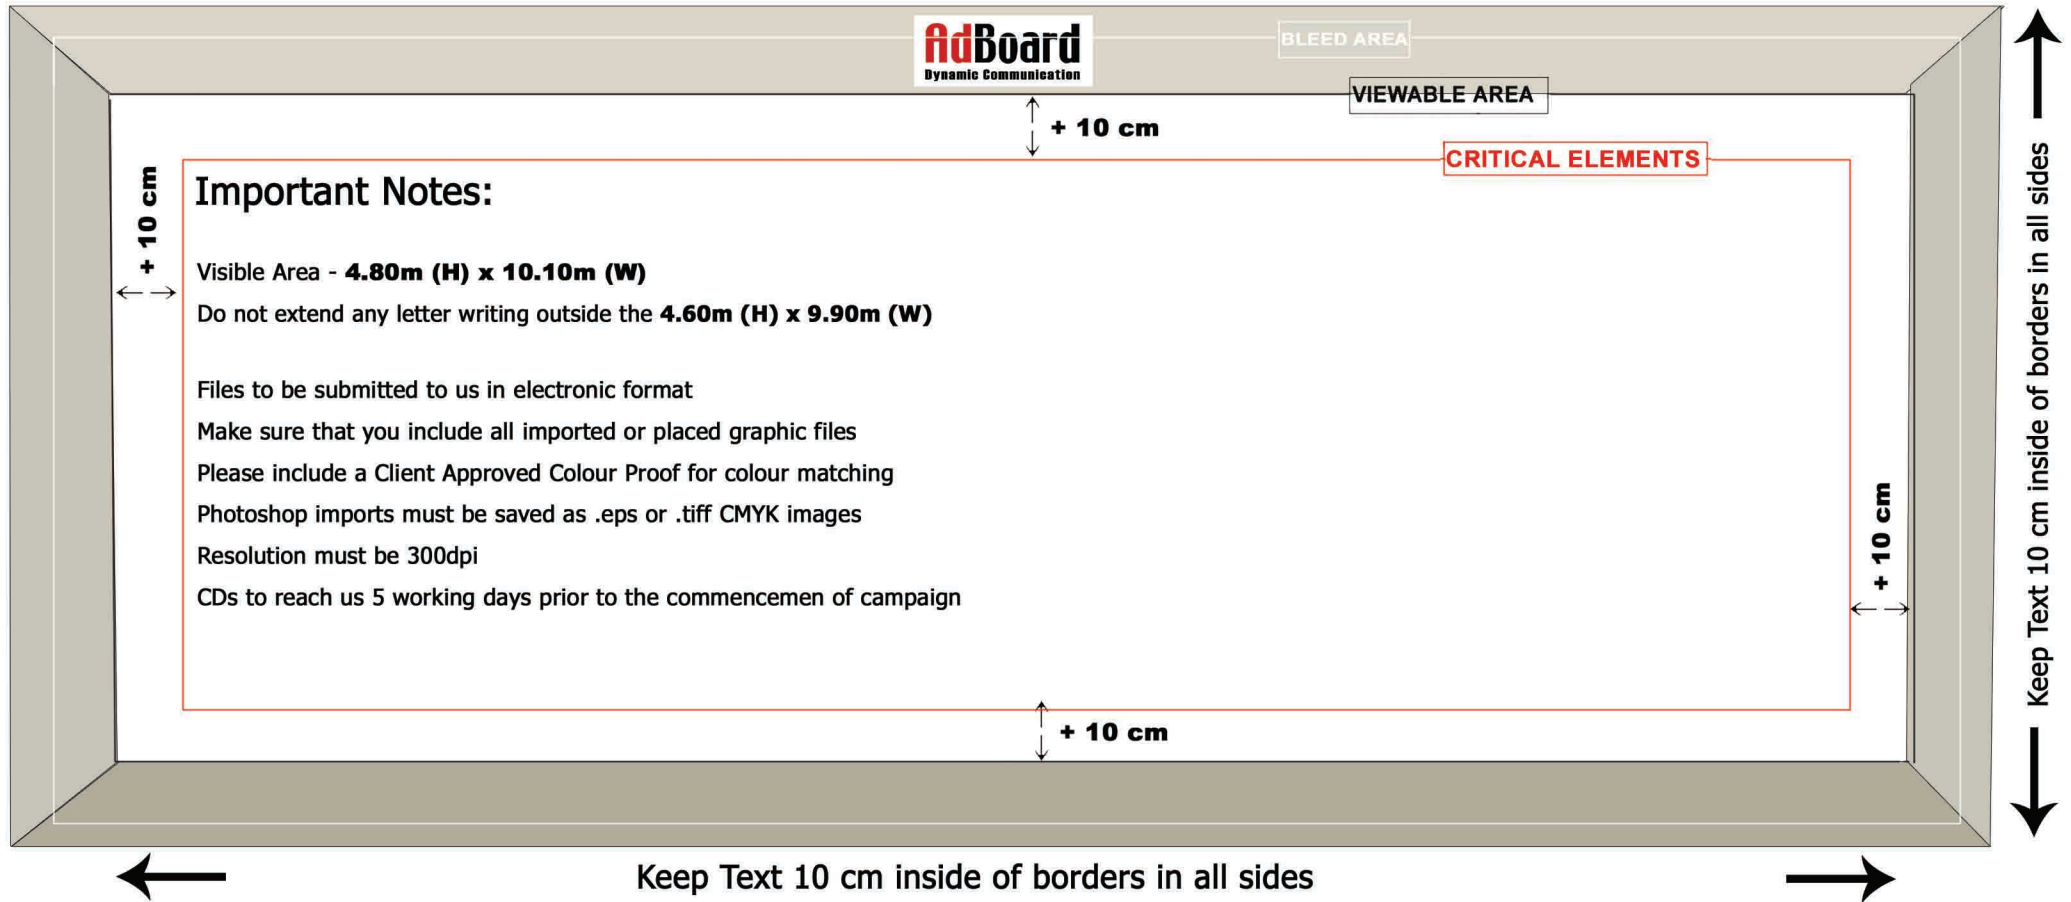 AdBoard
Dynamic Communication
BLEED AREA
VIEWABLE AREA
+ 10 cm
CRITICAL ELEMENTS
+ 10 cm
Important Notes:
Visible Area - 4.80m (H) x 10.10m (W)
Do not extend any letter writing outside the 4.60m (H) x 9.90m (W)
Files to be submitted to us in electronic format
Make sure that you include all imported or placed graphic files
Please include a Client Approved Colour Proof for colour matching
Photoshop imports must be saved as .eps or .tiff CMYK images
Resolution must be 300dpi
CDs to reach us 5 working days prior to the commencemen of campaign
+ 10 cm
+ 10 cm
Keep Text 10 cm inside of borders in all sides
Keep Text 10 cm inside of borders in all sides